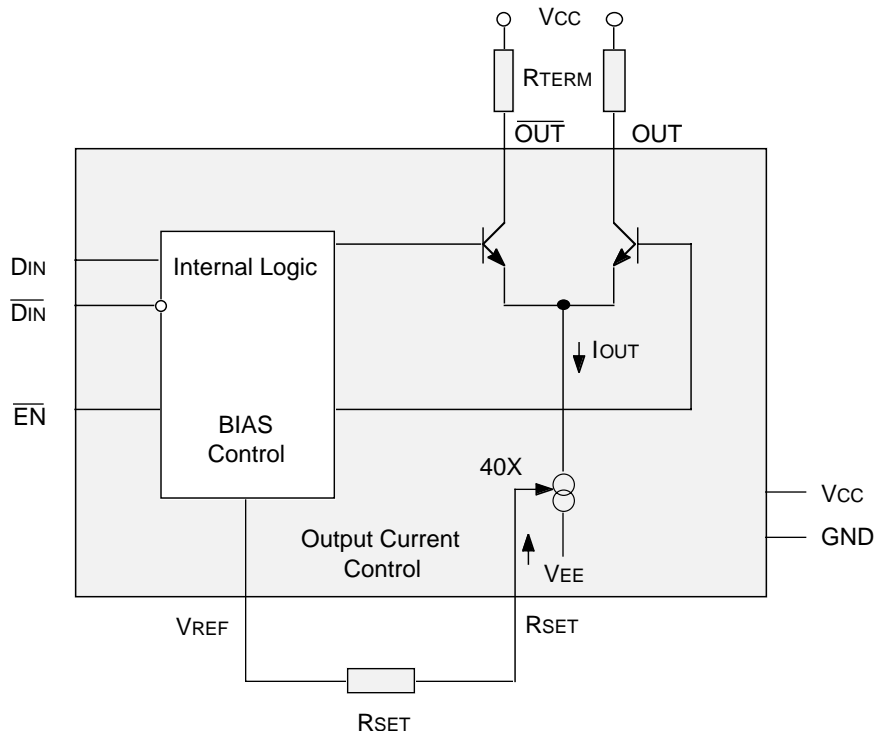 VCC
RTERM
OUT OUT
DIN
Internal Logic
DIN
IOUT
EN
BIAS
Control
40X
VCC
Output Current
Control
GND
VEE
VREF
RSET
RSET